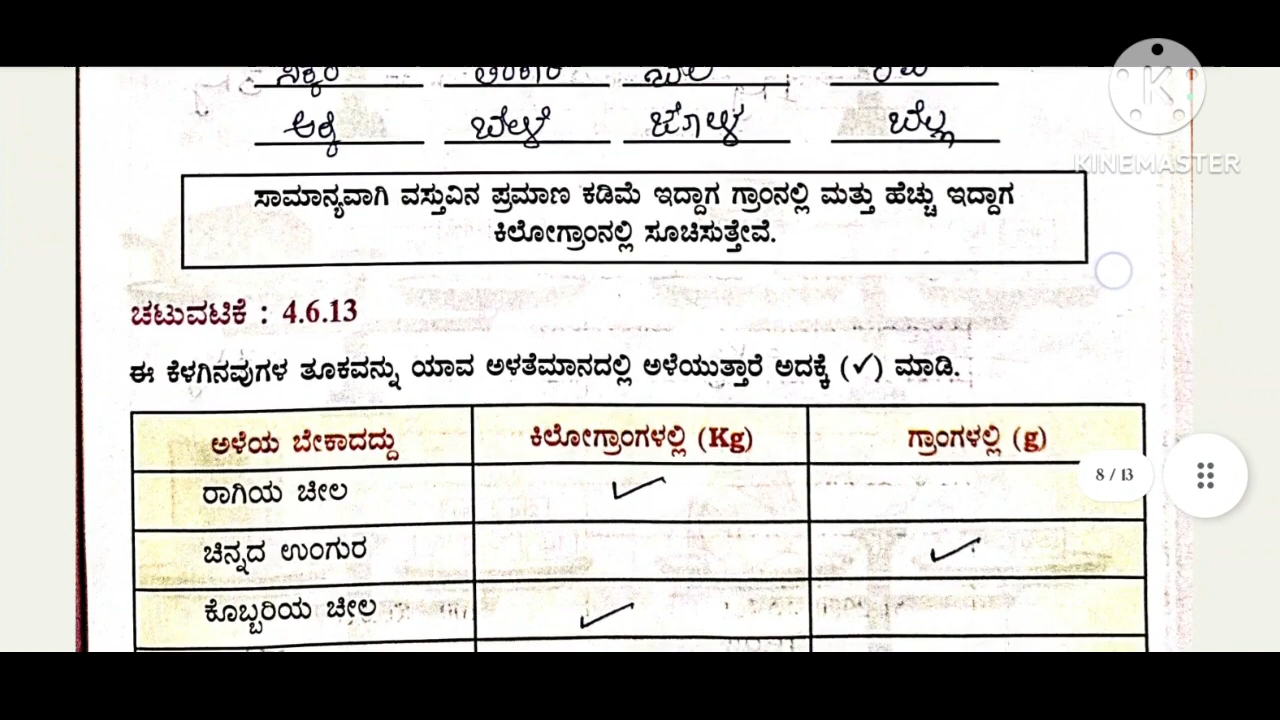 ಅಕ್ಕಿ ಬೇಳೆ ಜೋಳ ಬೆಲ್ಲ
KINEMASTER
ಸಾಮಾನ್ಯವಾಗಿ ವಸ್ತುವಿನ ಪ್ರಮಾಣ ಕಡಿಮೆ ಇದ್ದಾಗ ಗ್ರಾಂನಲ್ಲಿ ಮತ್ತು ಹೆಚ್ಚು ಇದ್ದಾಗ
ಕಿಲೋಗ್ರಾಂನಲ್ಲಿ ಸೂಚಿಸುತ್ತೇವೆ.
ಚಟುವಟಿಕೆ : 4.6.13
ಈ ಕೆಳಗಿನವುಗಳ ತೂಕವನ್ನು ಯಾವ ಅಳತೆಮಾನದಲ್ಲಿ ಅಳೆಯುತ್ತಾರೆ ಅದಕ್ಕೆ (✓) ಮಾಡಿ.
ಅಳೆಯ ಬೇಕಾದದ್ದು ಕಿಲೋಗ್ರಾಂಗಳಲ್ಲಿ (Kg) ಗ್ರಾಂಗಳಲ್ಲಿ (g)
8 / 13
ರಾಗಿಯ ಚೀಲ ✓
ಚಿನ್ನದ ಉಂಗುರ ✓
ಕೊಬ್ಬರಿಯ ಚೀಲ ✓